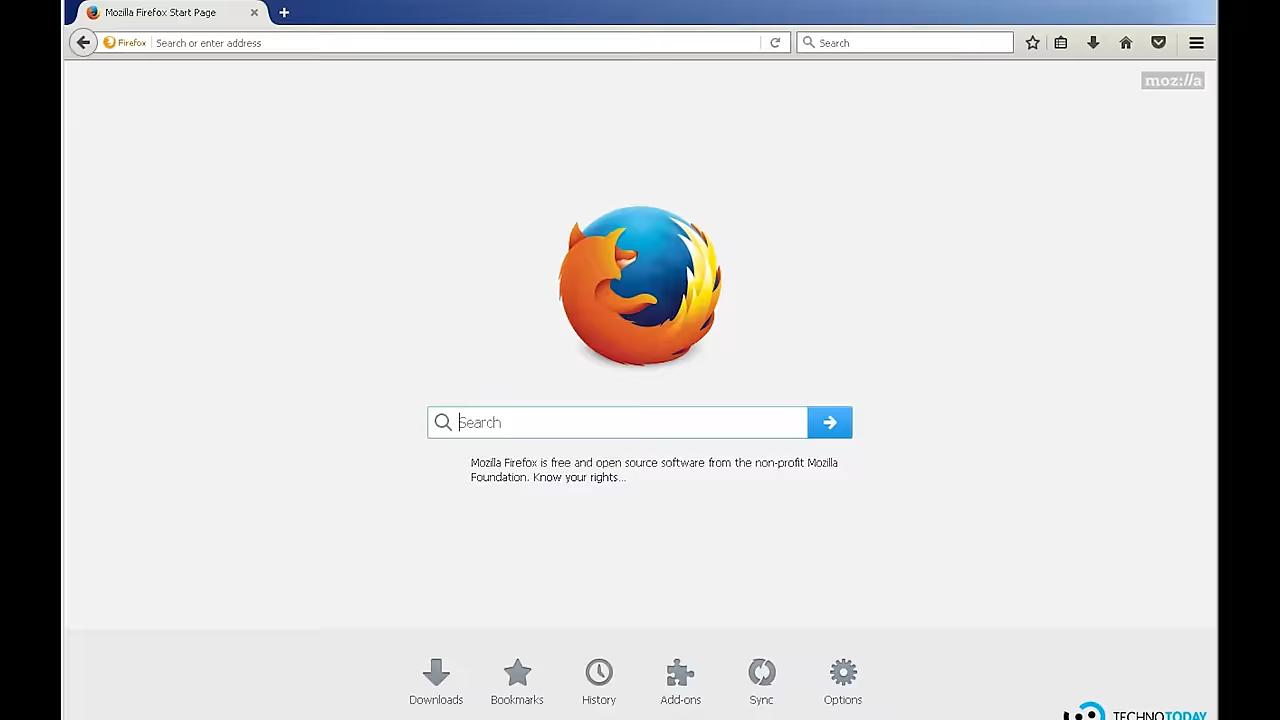 Mozilla Firefox Start Page
Firefox Search or enter address
Search
moz://a
Search
Mozilla Firefox is free and open source software from the non-profit Mozilla
Foundation. Know your rights...
Downloads Bookmarks History Add-ons Sync Options
TECHNOTODAY